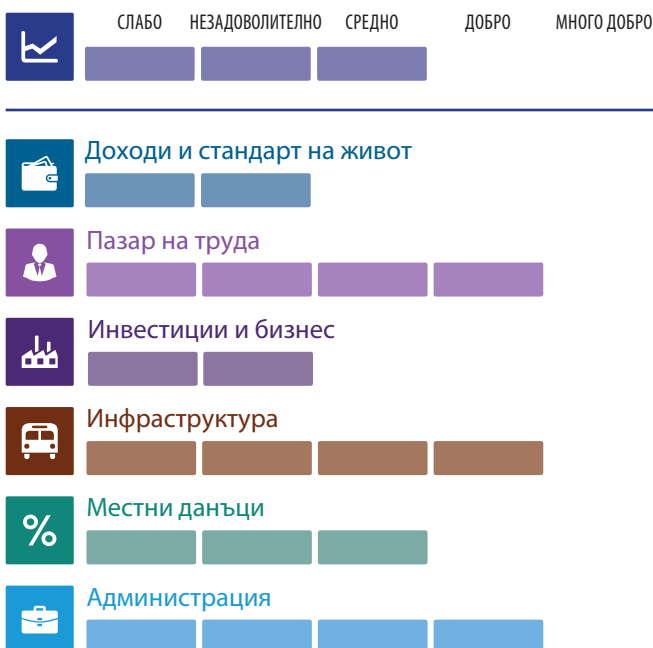 СЛАБО НЕЗАДОВОЛИТЕЛНО СРЕДНО ДОБРО МНОГО ДОБРО
Доходи и стандарт на живот
Пазар на труда
Инвестиции и бизнес
Инфраструктура
Местни данъци
%
Администрация